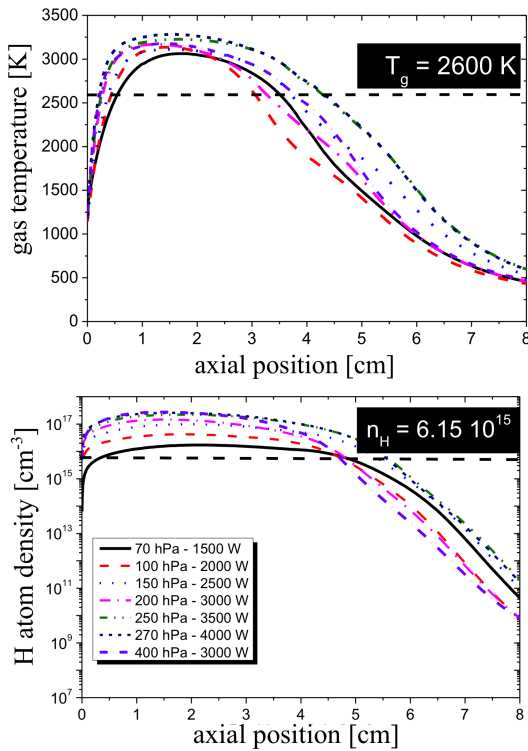 3500
3000
2500
2000
1500
1000
500
0
gas temperature [K]
T_g = 2600 K
0 1 2 3 4 5 6 7 8
axial position [cm]
10^17
10^15
10^13
10^11
10^9
10^7
H atom density [cm^-3]
n_H = 6.15 10^15
70 hPa - 1500 W
100 hPa - 2000 W
150 hPa - 2500 W
200 hPa - 3000 W
250 hPa - 3500 W
270 hPa - 4000 W
400 hPa - 3000 W
0 1 2 3 4 5 6 7 8
axial position [cm]